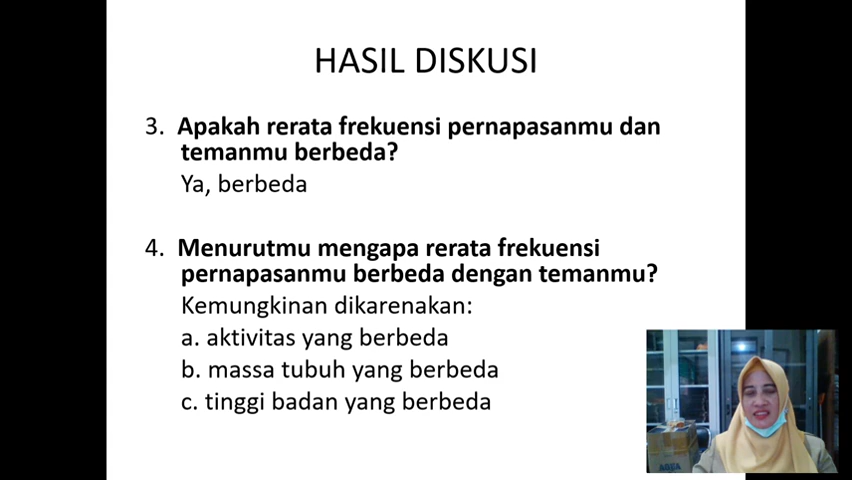 HASIL DISKUSI
3. Apakah rerata frekuensi pernapasanmu dan
temanmu berbeda?
Ya, berbeda
4. Menurutmu mengapa rerata frekuensi
pernapasanmu berbeda dengan temanmu?
Kemungkinan dikarenakan:
a. aktivitas yang berbeda
b. massa tubuh yang berbeda
c. tinggi badan yang berbeda
AQUA